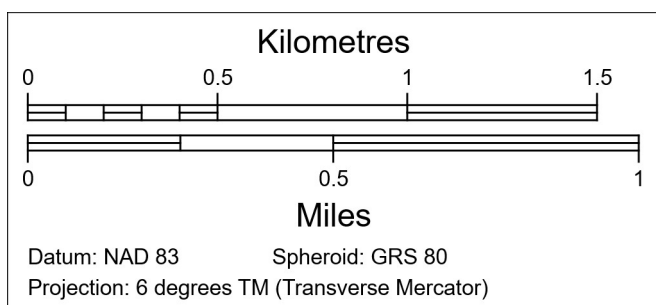 Kilometres
0 0.5 1 1.5
0 0.5 1
Miles
Datum: NAD 83 Spheroid: GRS 80
Projection: 6 degrees TM (Transverse Mercator)